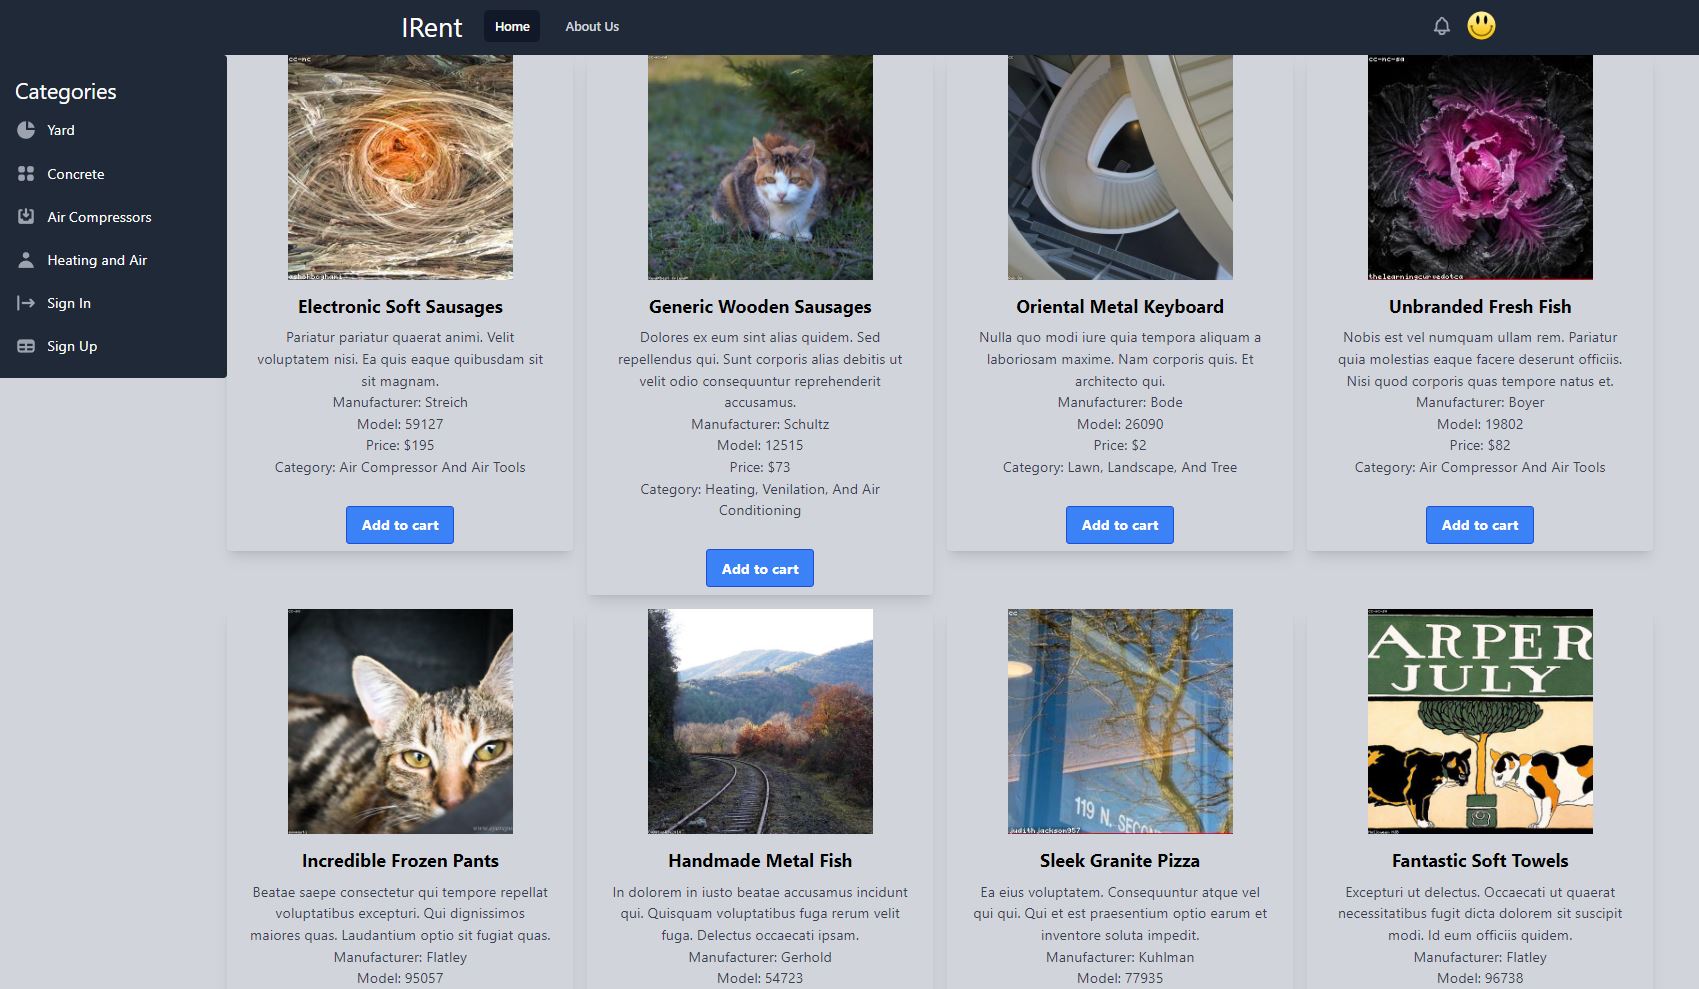 IRent
Home
About Us
Categories
Yard
Concrete
Air Compressors
Heating and Air
Sign In
Sign Up
cc-nc
Electronic Soft Sausages
Pariatur pariatur quaerat animi. Velit
voluptatem nisi. Ea quis eaque quibusdam sit
sit magnam.
Manufacturer: Streich
Model: 59127
Price: $195
Category: Air Compressor And Air Tools
Add to cart
Generic Wooden Sausages
Dolores ex eum sint alias quidem. Sed
repellendus qui. Sunt corporis alias debitis ut
velit odio consequuntur reprehenderit
accusamus.
Manufacturer: Schultz
Model: 12515
Price: $73
Category: Heating, Venilation, And Air
Conditioning
Add to cart
cc
Oriental Metal Keyboard
Nulla quo modi iure quia tempora aliquam a
laboriosam maxime. Nam corporis quis. Et
architecto qui.
Manufacturer: Bode
Model: 26090
Price: $2
Category: Lawn, Landscape, And Tree
Add to cart
cc-nc-sa
thelearningcurvedotca
Unbranded Fresh Fish
Nobis est vel numquam ullam rem. Pariatur
quia molestias eaque facere deserunt officiis.
Nisi quod corporis quas tempore natus et.
Manufacturer: Boyer
Model: 19802
Price: $82
Category: Air Compressor And Air Tools
Add to cart
Incredible Frozen Pants
Beatae saepe consectetur qui tempore repellat
voluptatibus excepturi. Qui dignissimos
maiores quas. Laudantium optio sit fugiat quas.
Manufacturer: Flatley
Model: 95057
Handmade Metal Fish
In dolorem in iusto beatae accusamus incidunt
qui. Quisquam voluptatibus fuga rerum velit
fuga. Delectus occaecati ipsam.
Manufacturer: Gerhold
Model: 54723
cc
119 N. SECON
judithjackson957
Sleek Granite Pizza
Ea eius voluptatem. Consequuntur atque vel
qui qui. Qui et est praesentium optio earum et
inventore soluta impedit.
Manufacturer: Kuhlman
Model: 77935
ARPER
JULY
Fantastic Soft Towels
Excepturi ut delectus. Occaecati ut quaerat
necessitatibus fugit dicta dolorem sit suscipit
modi. Id eum officiis quidem.
Manufacturer: Flatley
Model: 96738